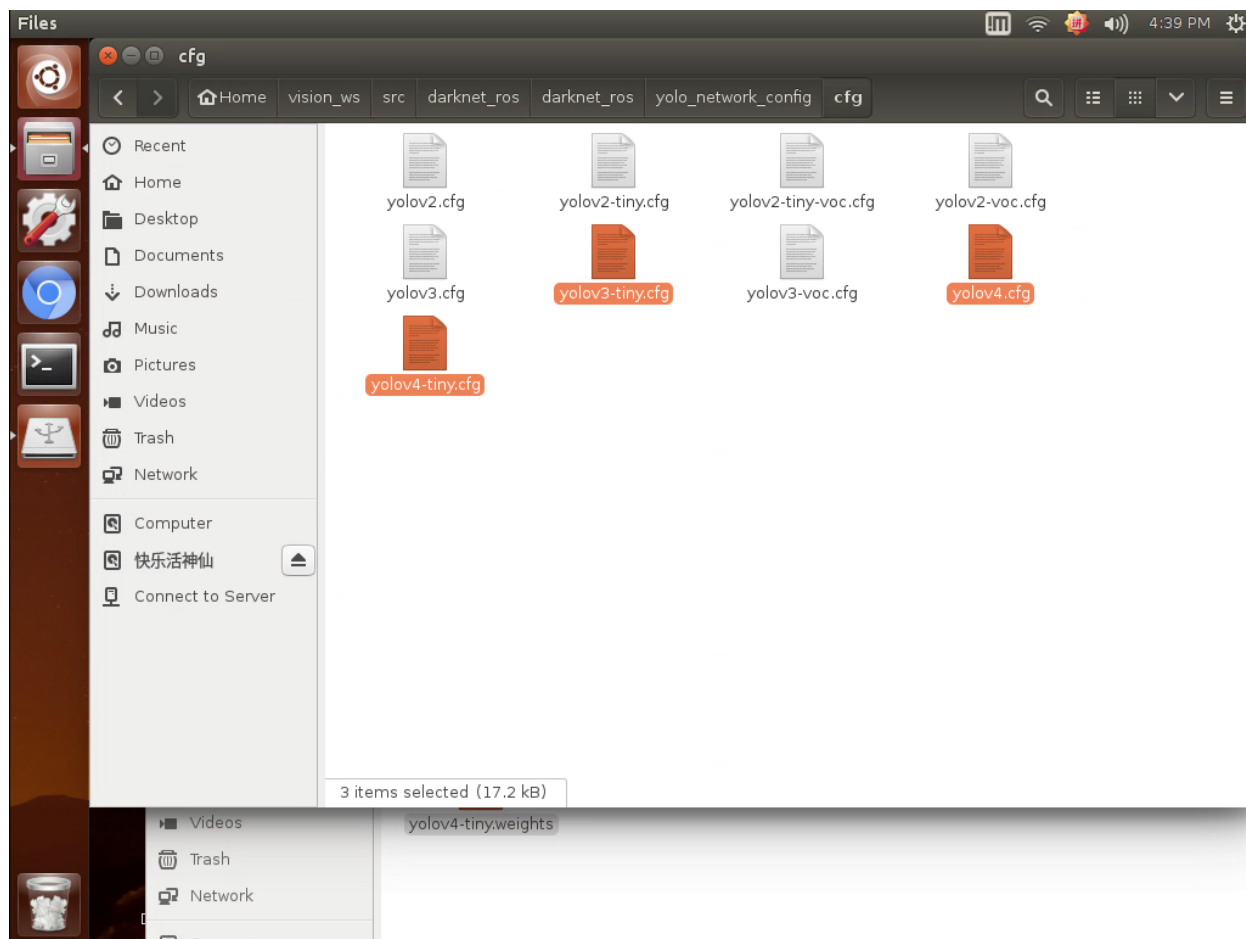 Files
4:39 PM
cfg
Home vision_ws src darknet_ros darknet_ros yolo_network_config cfg
Recent
Home
Desktop
Documents
Downloads
Music
Pictures
Videos
Trash
Network
Computer
快乐活神仙
Connect to Server
yolov2.cfg yolov2-tiny.cfg yolov2-tiny-voc.cfg yolov2-voc.cfg
yolov3.cfg yolov3-tiny.cfg yolov3-voc.cfg yolov4.cfg
yolov4-tiny.cfg
3 items selected (17.2 kB)
Videos
Trash
Network
yolov4-tiny.weights